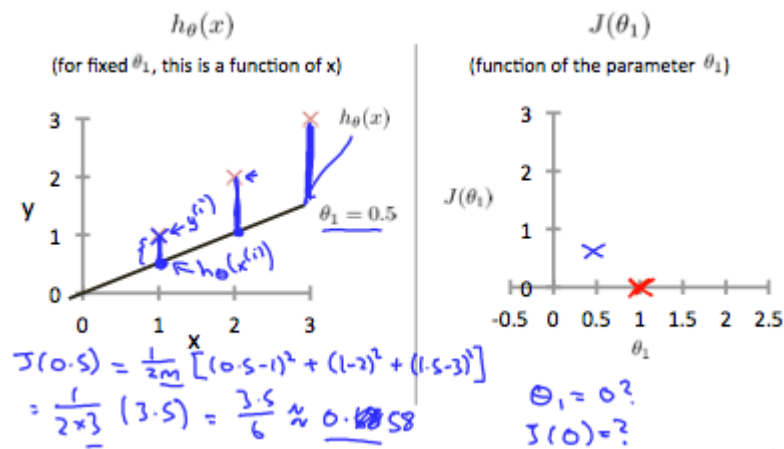 hθ(x)
(for fixed θ₁, this is a function of x)
3
2
1
0
y
0 1 2 3
x
hθ(x)
θ₁ = 0.5
y⁽ⁱ⁾
hθ(x⁽ⁱ⁾)
J(0.5) = 1/2m [(0.5-1)² + (1-2)² + (1.5-3)²]
= 1/2×3 (3.5) = 3.5/6 ≈ 0.58
J(θ₁)
(function of the parameter θ₁)
3
2
1
0
J(θ₁)
-0.5 0 0.5 1 1.5 2 2.5
θ₁
θ₁ = 0?
J(0) = ?